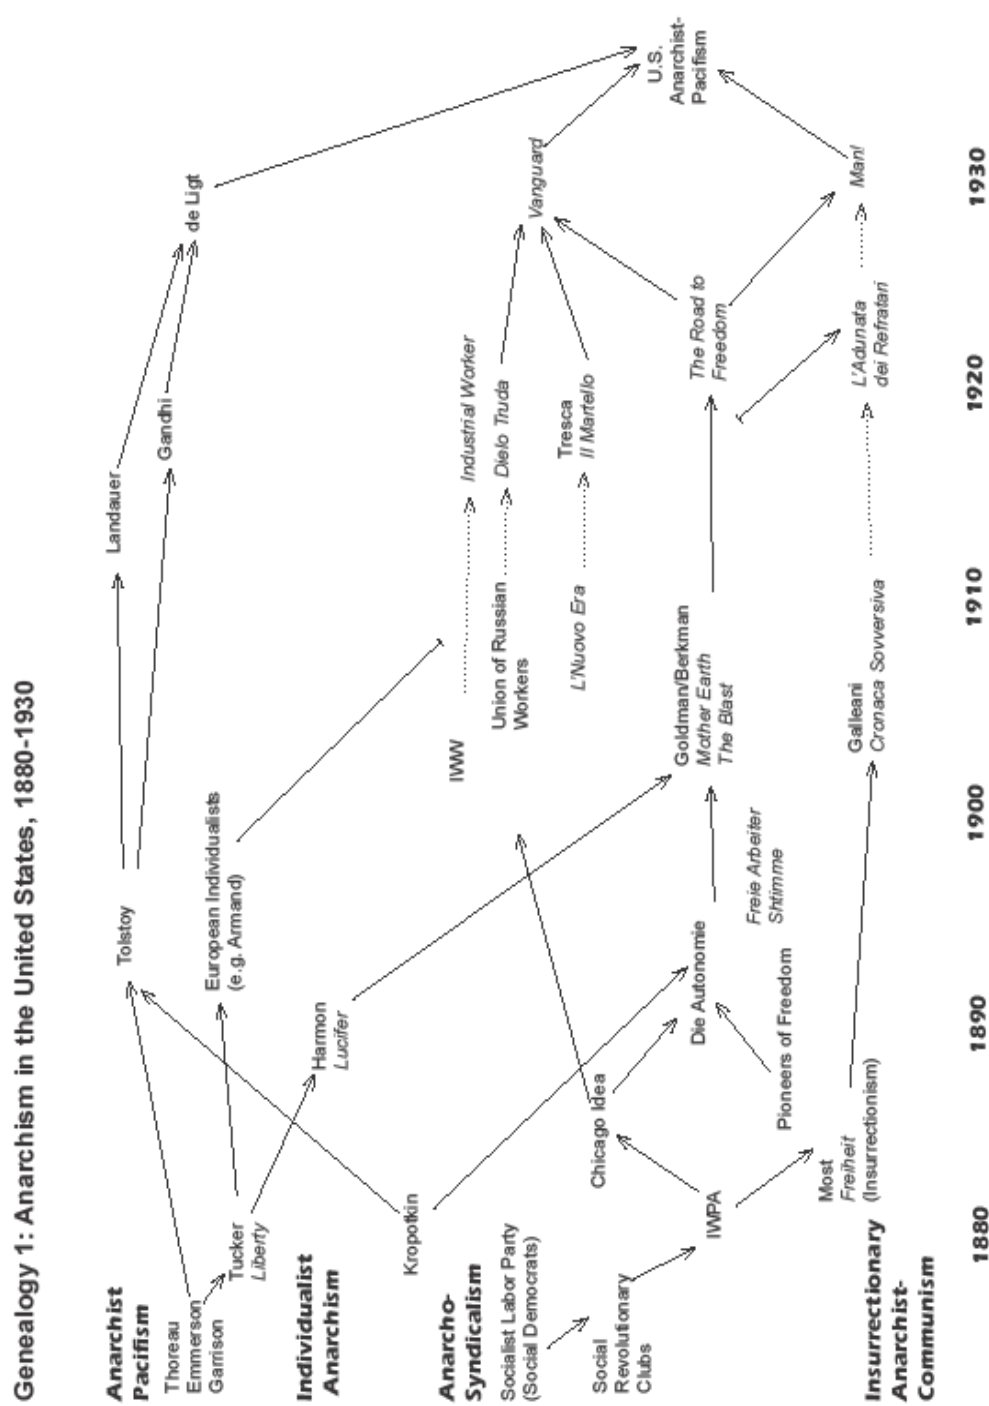 Genealogy 1: Anarchism in the United States, 1880-1930
Anarchist
Pacifism
Thoreau
Emmerson
Garrison
Tolstoy
Landauer
Gandhi
de Ligt
Tucker
Liberty
European Individualists
(e.g. Armand)
Individualist
Anarchism
Harmon
Lucifer
Kropotkin
Anarcho-
Syndicalism
Socialist Labor Party
(Social Democrats)
IWW
Industrial Worker
Union of Russian
Workers
Dielo Truda
Vanguard
L'Nuovo Era
Tresca
Il Martello
Social
Revolutionary
Clubs
Chicago Idea
U.S.
Anarchist-
Pacifism
IWPA
Die Autonomie
Goldman/Berkman
Mother Earth
The Blast
The Road to
Freedom
Freie Arbeiter
Shtimme
Pioneers of Freedom
Most
Freiheit
(Insurrectionism)
Galleani
Cronaca Sovversiva
L'Adunata
dei Refratari
Man!
Insurrectionary
Anarchist-
Communism
1880
1890
1900
1910
1920
1930